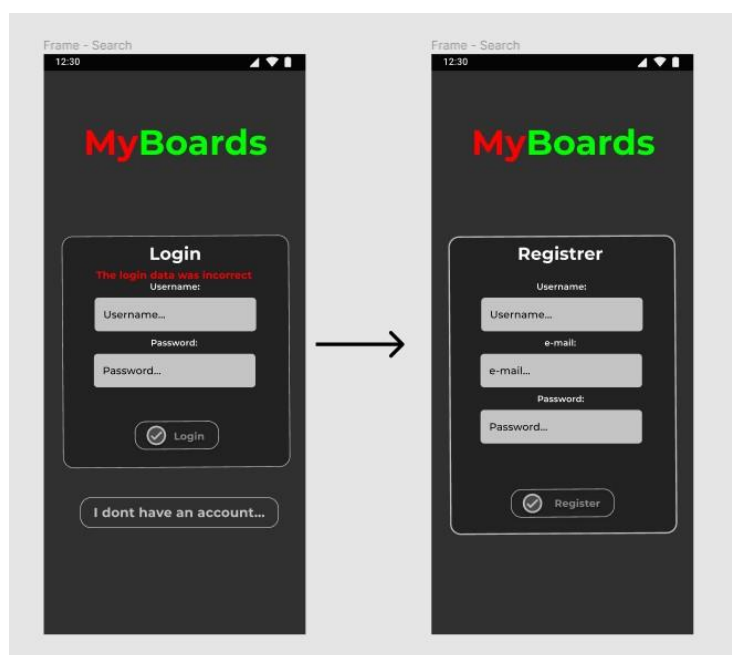 Frame - Search
12:30
MyBoards
Login
The login data was incorrect
Username:
Username...
Password:
Password...
Login
I dont have an account...
Frame - Search
12:30
MyBoards
Registrer
Username:
Username...
e-mail:
e-mail...
Password:
Password...
Register